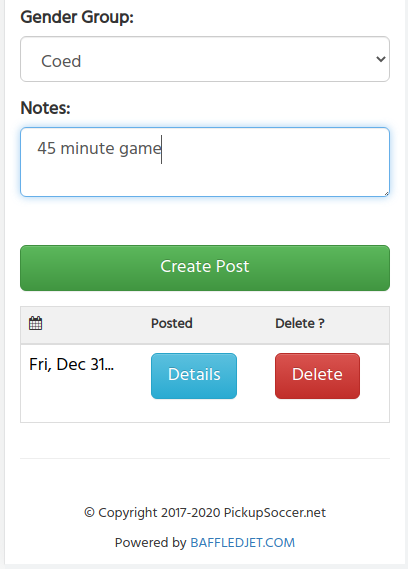 Gender Group:
Coed
Notes:
45 minute game
Create Post
Posted Delete ?
Fri, Dec 31... Details Delete
© Copyright 2017-2020 PickupSoccer.net
Powered by BAFFLEDJET.COM